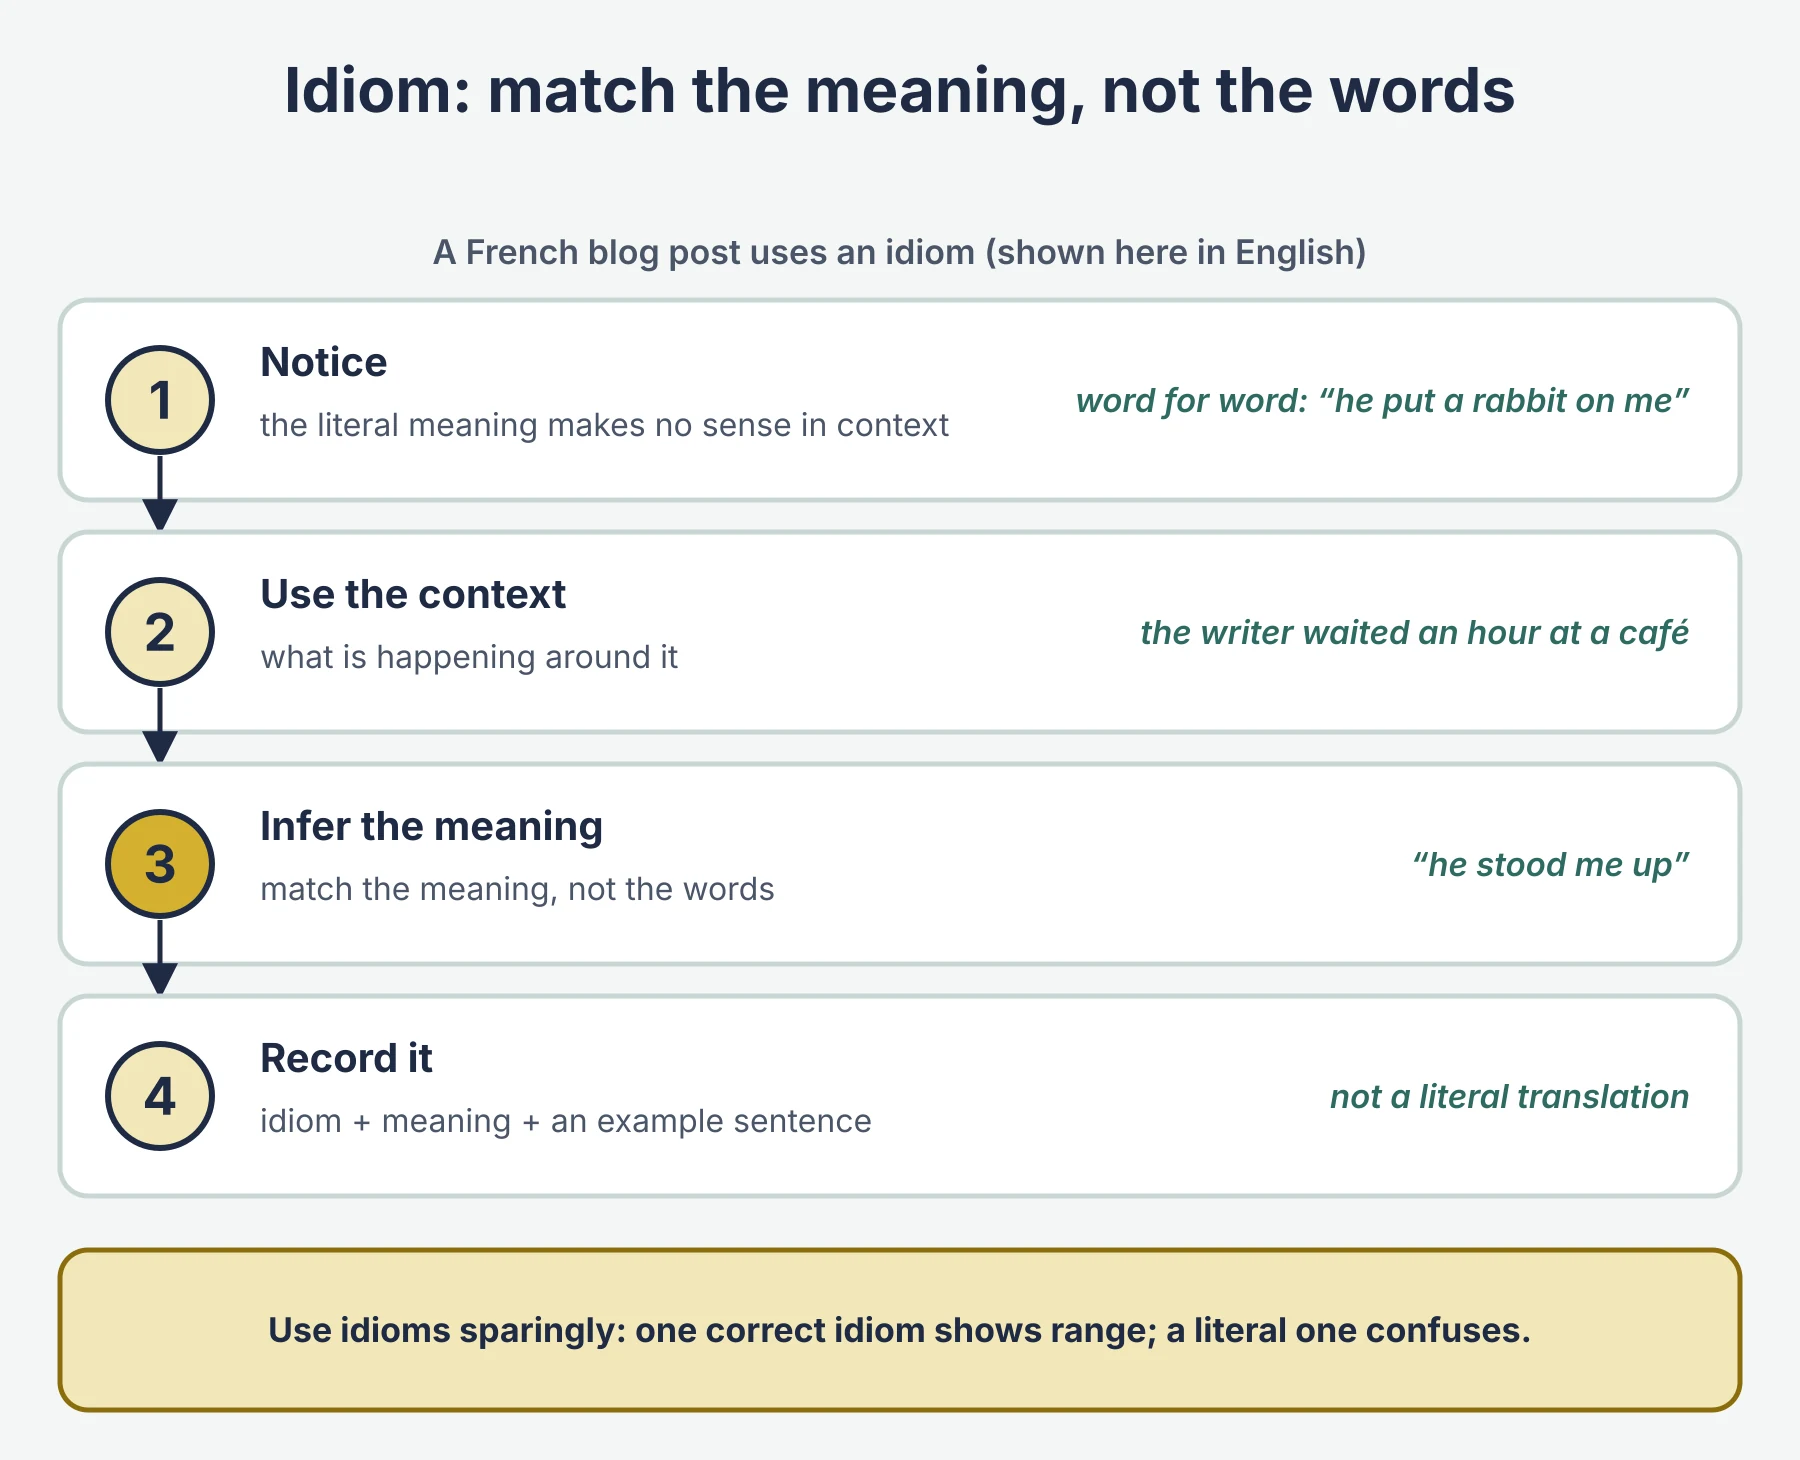 Idiom: match the meaning, not the words
A French blog post uses an idiom (shown here in English)
1
Notice
the literal meaning makes no sense in context
word for word: “he put a rabbit on me”
2
Use the context
what is happening around it
the writer waited an hour at a café
3
Infer the meaning
match the meaning, not the words
“he stood me up”
4
Record it
idiom + meaning + an example sentence
not a literal translation
Use idioms sparingly: one correct idiom shows range; a literal one confuses.